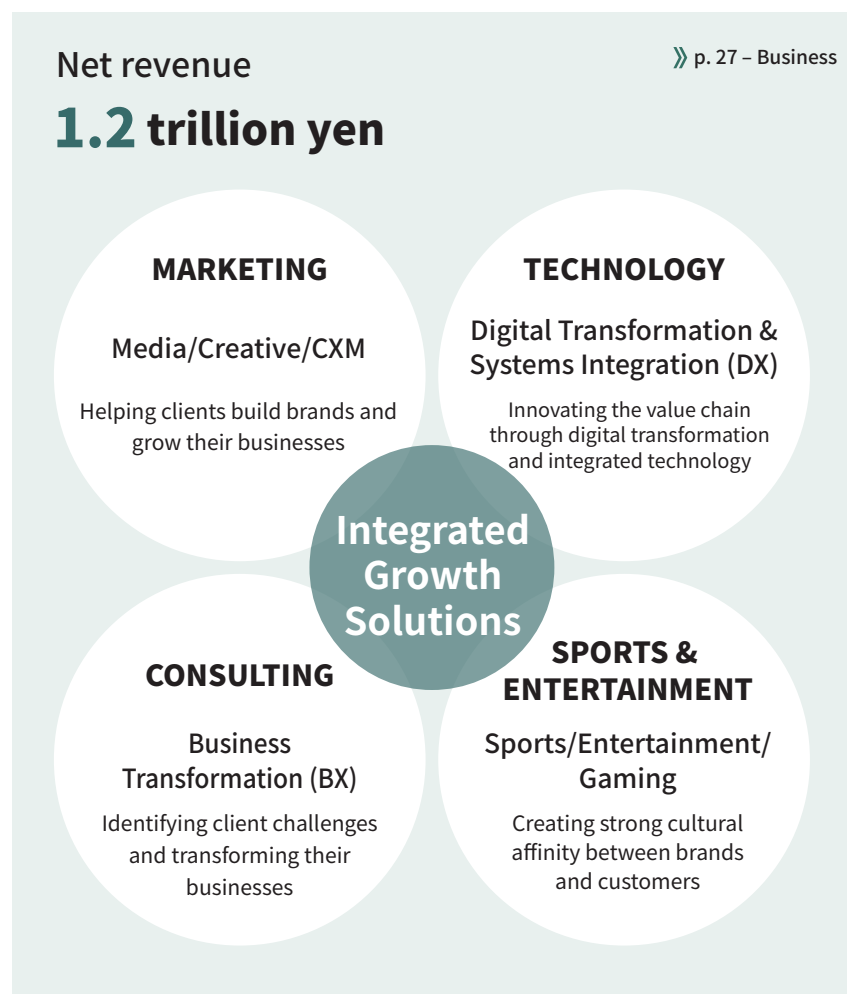 Net revenue
» p. 27 – Business
1.2 trillion yen
MARKETING
Media/Creative/CXM
Helping clients build brands and
grow their businesses
TECHNOLOGY
Digital Transformation &
Systems Integration (DX)
Innovating the value chain
through digital transformation
and integrated technology
Integrated
Growth
Solutions
CONSULTING
Business
Transformation (BX)
Identifying client challenges
and transforming their
businesses
SPORTS &
ENTERTAINMENT
Sports/Entertainment/
Gaming
Creating strong cultural
affinity between brands
and customers